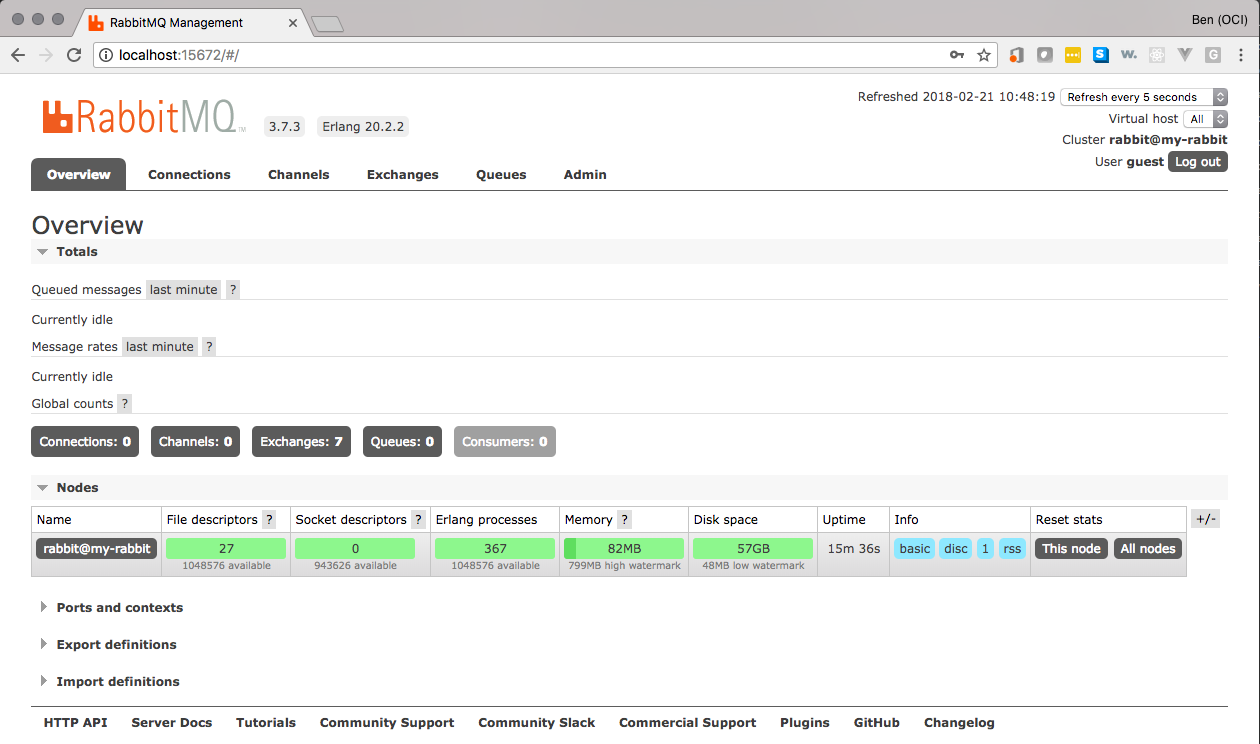 RabbitMQ Management
Ben (OCI)
localhost:15672/#/
RabbitMQ™ 3.7.3 Erlang 20.2.2
Refreshed 2018-02-21 10:48:19 Refresh every 5 seconds
Virtual host All
Cluster rabbit@my-rabbit
User guest Log out
Overview Connections Channels Exchanges Queues Admin
Overview
Totals
Queued messages last minute ?
Currently idle
Message rates last minute ?
Currently idle
Global counts ?
Connections: 0 Channels: 0 Exchanges: 7 Queues: 0 Consumers: 0
Nodes
Name File descriptors ? Socket descriptors ? Erlang processes Memory ? Disk space Uptime Info Reset stats +/-
rabbit@my-rabbit 27 0 367 82MB 57GB 15m 36s basic disc 1 rss This node All nodes
1048576 available 943626 available 1048576 available 799MB high watermark 48MB low watermark
Ports and contexts
Export definitions
Import definitions
HTTP API Server Docs Tutorials Community Support Community Slack Commercial Support Plugins GitHub Changelog